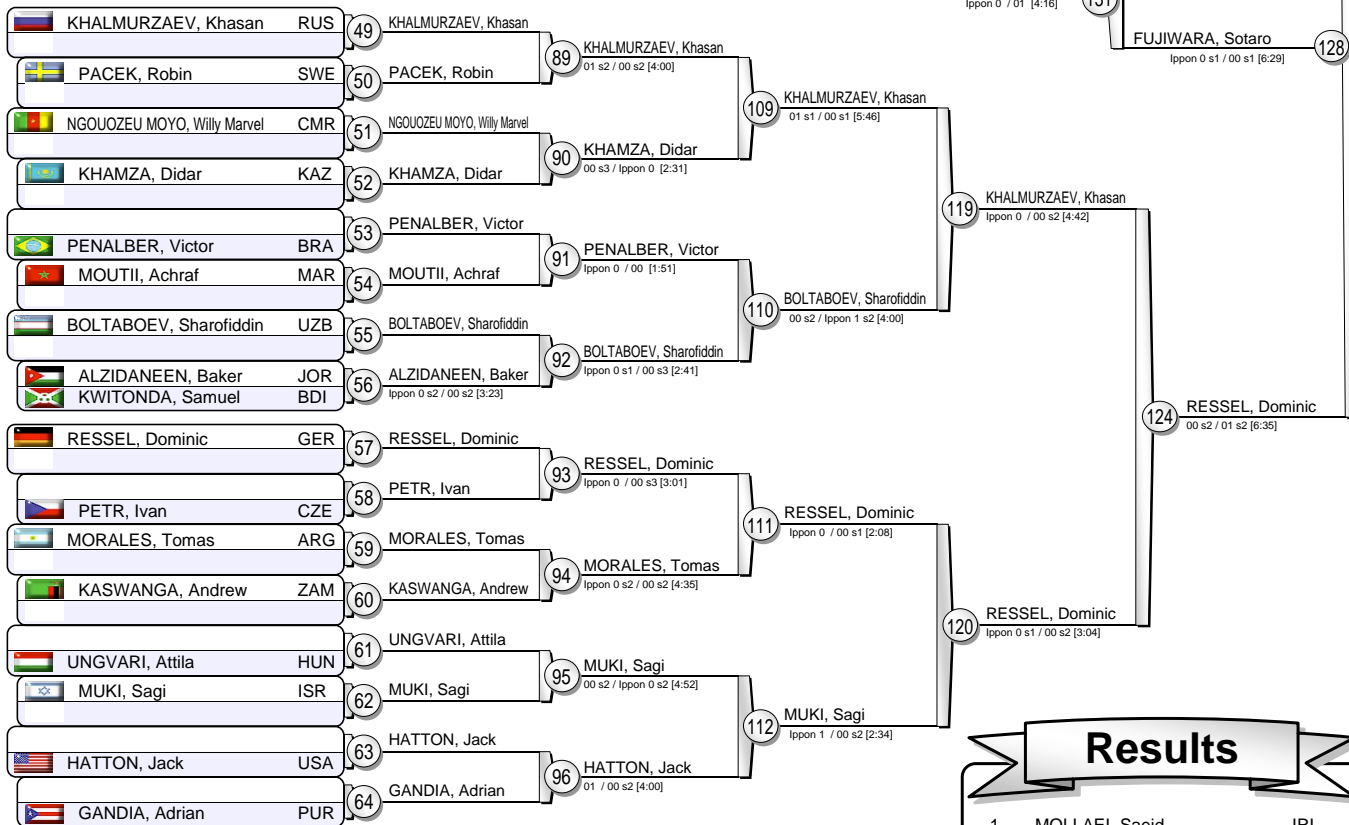 KHALMURZAEV, Khasan RUS
PACEK, Robin SWE
NGOUOZEU MOYO, Willy Marvel CMR
KHAMZA, Didar KAZ
PENALBER, Victor BRA
MOUTII, Achraf MAR
BOLTABOEV, Sharofiddin UZB
ALZIDANEEN, Baker JOR
KWITONDA, Samuel BDI
RESSEL, Dominic GER
PETR, Ivan CZE
MORALES, Tomas ARG
KASWANGA, Andrew ZAM
UNGVARI, Attila HUN
MUKI, Sagi ISR
HATTON, Jack USA
GANDIA, Adrian PUR
49 KHALMURZAEV, Khasan
50 PACEK, Robin
51 NGOUOZEU MOYO, Willy Marvel
52 KHAMZA, Didar
53 PENALBER, Victor
54 MOUTII, Achraf
55 BOLTABOEV, Sharofiddin
56 ALZIDANEEN, Baker
Ippon 0 s2 / 00 s2 [3:23]
57 RESSEL, Dominic
58 PETR, Ivan
59 MORALES, Tomas
60 KASWANGA, Andrew
61 UNGVARI, Attila
62 MUKI, Sagi
63 HATTON, Jack
64 GANDIA, Adrian
89 KHALMURZAEV, Khasan
01 s2 / 00 s2 [4:00]
90 KHAMZA, Didar
00 s3 / Ippon 0 [2:31]
91 PENALBER, Victor
Ippon 0 / 00 [1:51]
92 BOLTABOEV, Sharofiddin
Ippon 0 s1 / 00 s3 [2:41]
93 RESSEL, Dominic
Ippon 0 / 00 s3 [3:01]
94 MORALES, Tomas
Ippon 0 s2 / 00 s2 [4:35]
95 MUKI, Sagi
00 s2 / Ippon 0 s2 [4:52]
96 HATTON, Jack
01 / 00 s2 [4:00]
109 KHALMURZAEV, Khasan
01 s1 / 00 s1 [5:46]
110 BOLTABOEV, Sharofiddin
00 s2 / Ippon 1 s2 [4:00]
111 RESSEL, Dominic
Ippon 0 / 00 s1 [2:08]
112 MUKI, Sagi
Ippon 1 / 00 s2 [2:34]
119 KHALMURZAEV, Khasan
Ippon 0 / 00 s2 [4:42]
120 RESSEL, Dominic
Ippon 0 s1 / 00 s2 [3:04]
124 RESSEL, Dominic
00 s2 / 01 s2 [6:35]
Ippon 0 / 01 [4:16]
FUJIWARA, Sotaro 128
Ippon 0 s1 / 00 s1 [6:29]
Results
1 MOLLAEI, Saeid IRI